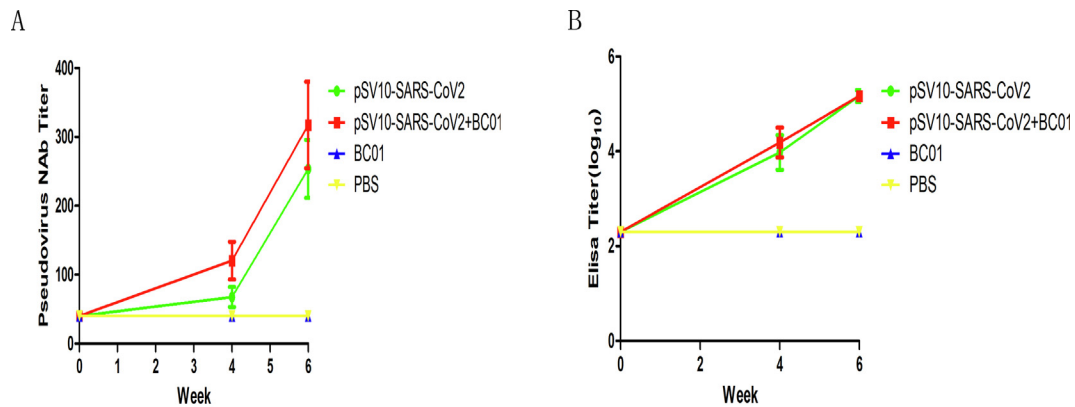 A
Pseudovirus NAb Titer
400
300
200
100
0
0 1 2 3 4 5 6
Week
pSV10-SARS-CoV2
pSV10-SARS-CoV2+BC01
BC01
PBS
B
Elisa Titer(log10)
6
4
2
0
0 2 4 6
Week
pSV10-SARS-CoV2
pSV10-SARS-CoV2+BC01
BC01
PBS